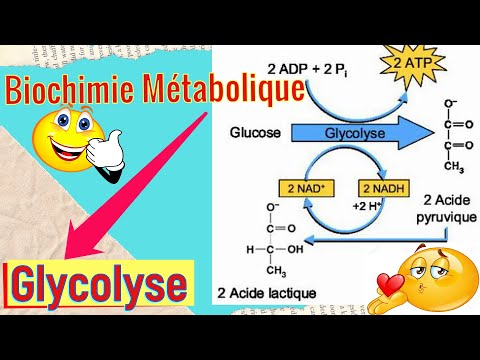 Biochimie Métabolique
Glycolyse
2 ADP + 2 Pi
2 ATP
Glucose
Glycolyse
O⁻
C=O
C=O
CH₃
2 NAD⁺
2 NADH
+2 H⁺
2 Acide
pyruvique
O⁻
C=O
H–C–OH
CH₃
2 Acide lactique